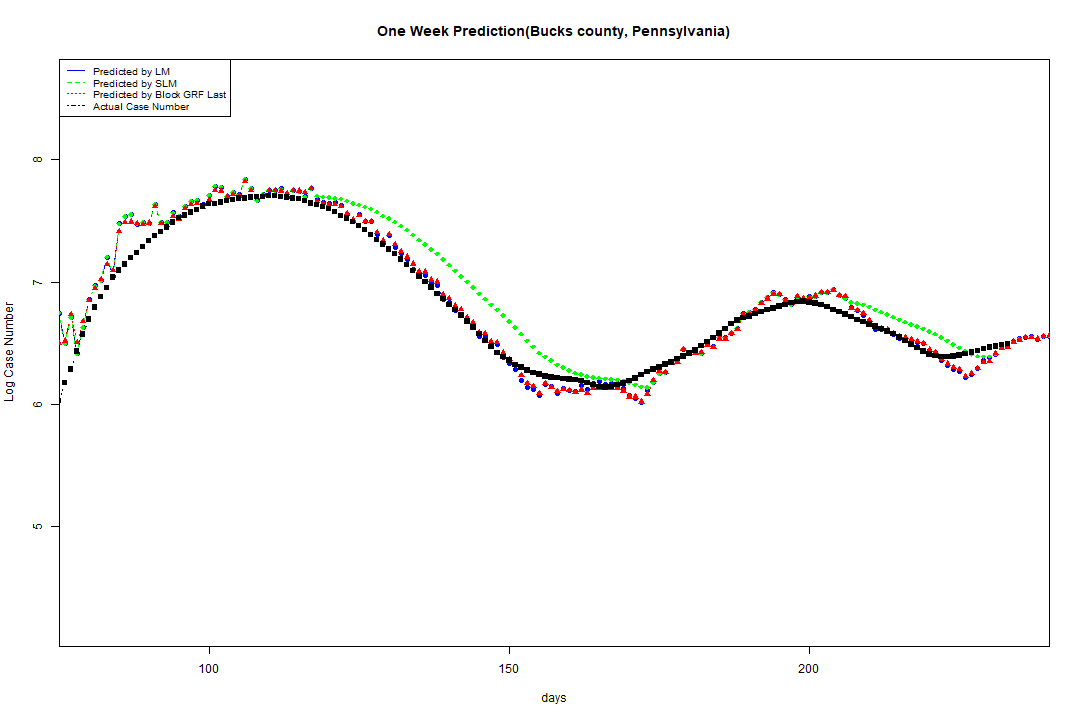 One Week Prediction(Bucks county, Pennsylvania)
Predicted by LM
Predicted by SLM
Predicted by Block GRF Last
Actual Case Number
8
7
6
5
Log Case Number
100 150 200
days